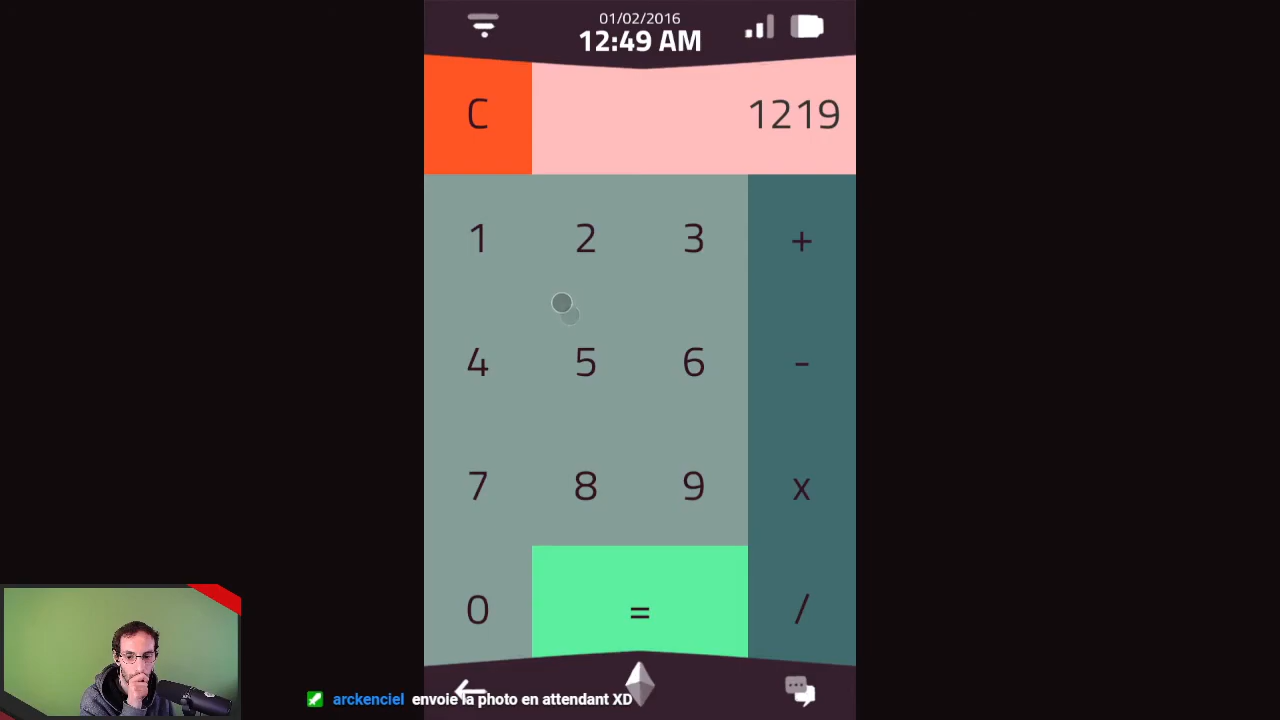 01/02/2016
12:49 AM
C 1219
1 2 3 +
4 5 6 -
7 8 9 x
0 = /
arckenciel envoie la photo en attendant XD